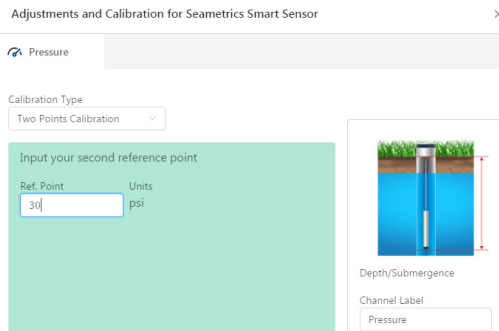 Adjustments and Calibration for Seametrics Smart Sensor
Pressure
Calibration Type
Two Points Calibration
Input your second reference point
Ref. Point Units
30 psi
Depth/Submergence
Channel Label
Pressure